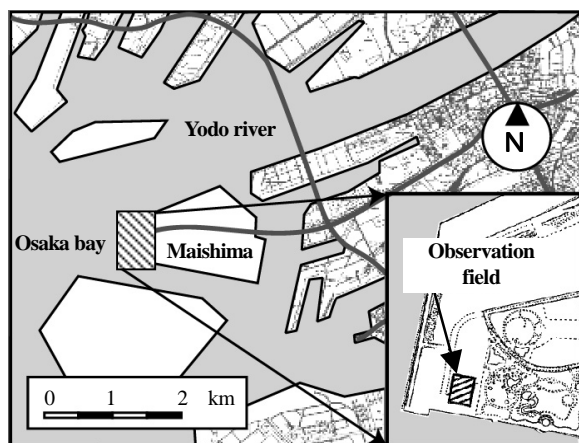 Yodo river
N
Osaka bay
Maishima
Observation
field
0 1 2 km